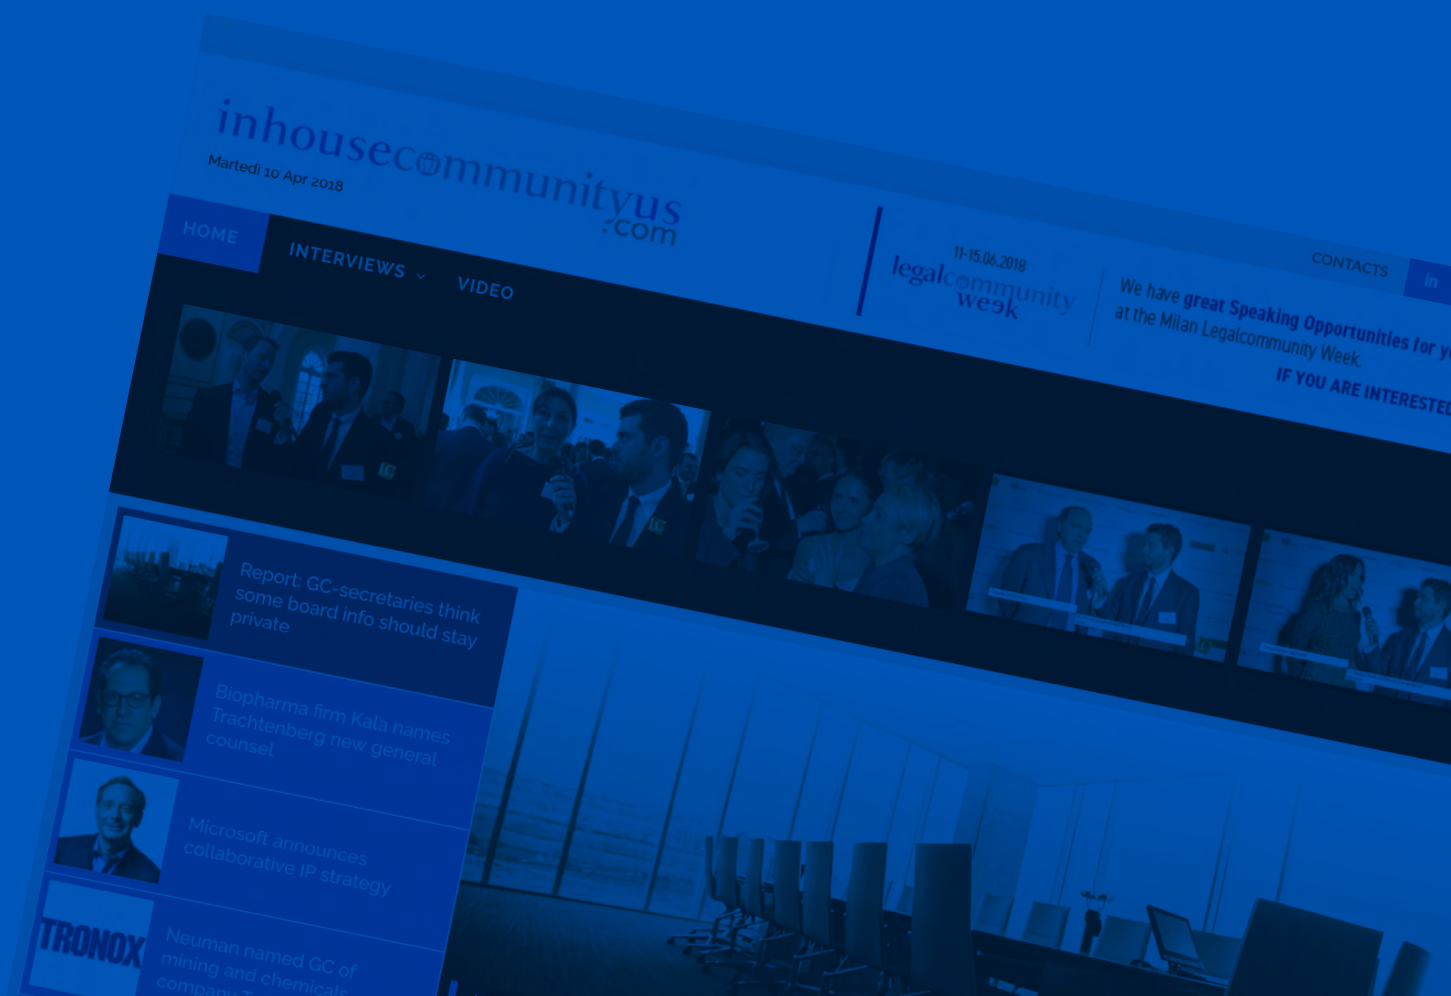 CONTACTS
in
inhousecommunityus
.com
Martedì 10 Apr 2018
11-15.06.2018
legalcommunity
week
We have great Speaking Opportunities for
at the Milan Legalcommunity Week.
IF YOU ARE INTERESTED
HOME
INTERVIEWS
VIDEO
Report: GC-secretaries think
some board info should stay
private
Biopharma firm Kala names
Trachtenberg new general
counsel
Microsoft announces
collaborative IP strategy
TRONOX
Neuman named GC of
mining and chemicals
company